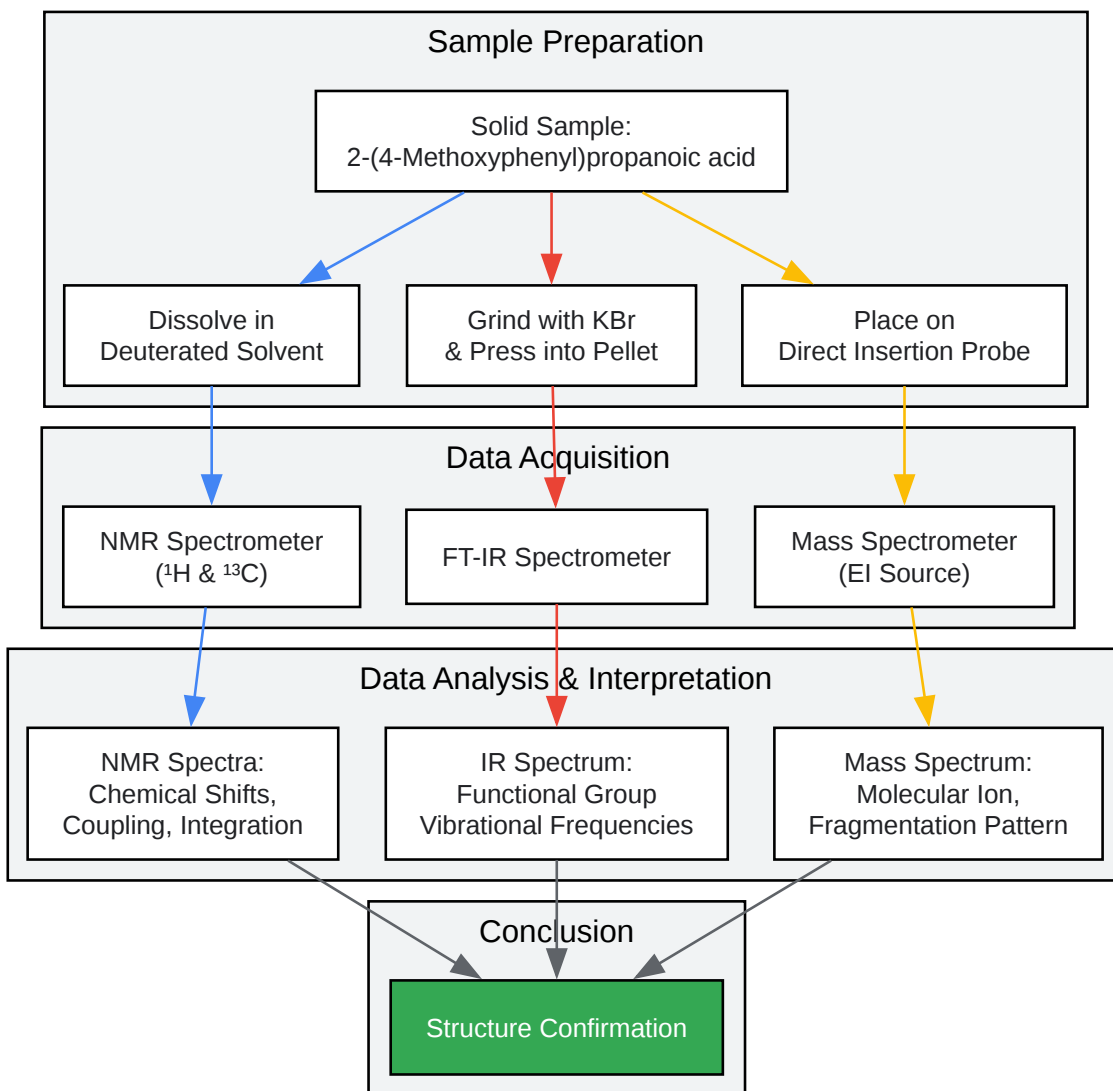 Sample Preparation
Solid Sample:
2-(4-Methoxyphenyl)propanoic acid
Dissolve in
Deuterated Solvent
Grind with KBr
& Press into Pellet
Place on
Direct Insertion Probe
Data Acquisition
NMR Spectrometer
(¹H & ¹³C)
FT-IR Spectrometer
Mass Spectrometer
(EI Source)
Data Analysis & Interpretation
NMR Spectra:
Chemical Shifts,
Coupling, Integration
IR Spectrum:
Functional Group
Vibrational Frequencies
Mass Spectrum:
Molecular Ion,
Fragmentation Pattern
Conclusion
Structure Confirmation